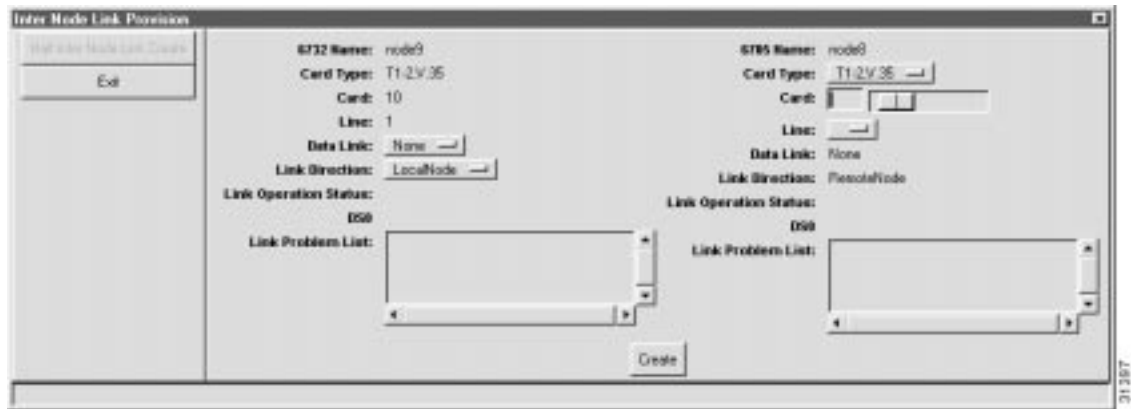 Inter Node Link Provision
Exit
6732 Name: node9
Card Type: T1-2.V.35
Card: 10
Line: 1
Data Link: None
Link Direction: LocalNode
Link Operation Status:
DS0
Link Problem List:
6705 Name: node8
Card Type: T1-2.V.35
Card:
Line:
Data Link: None
Link Direction: RemoteNode
Link Operation Status:
DS0
Link Problem List:
Create
31397